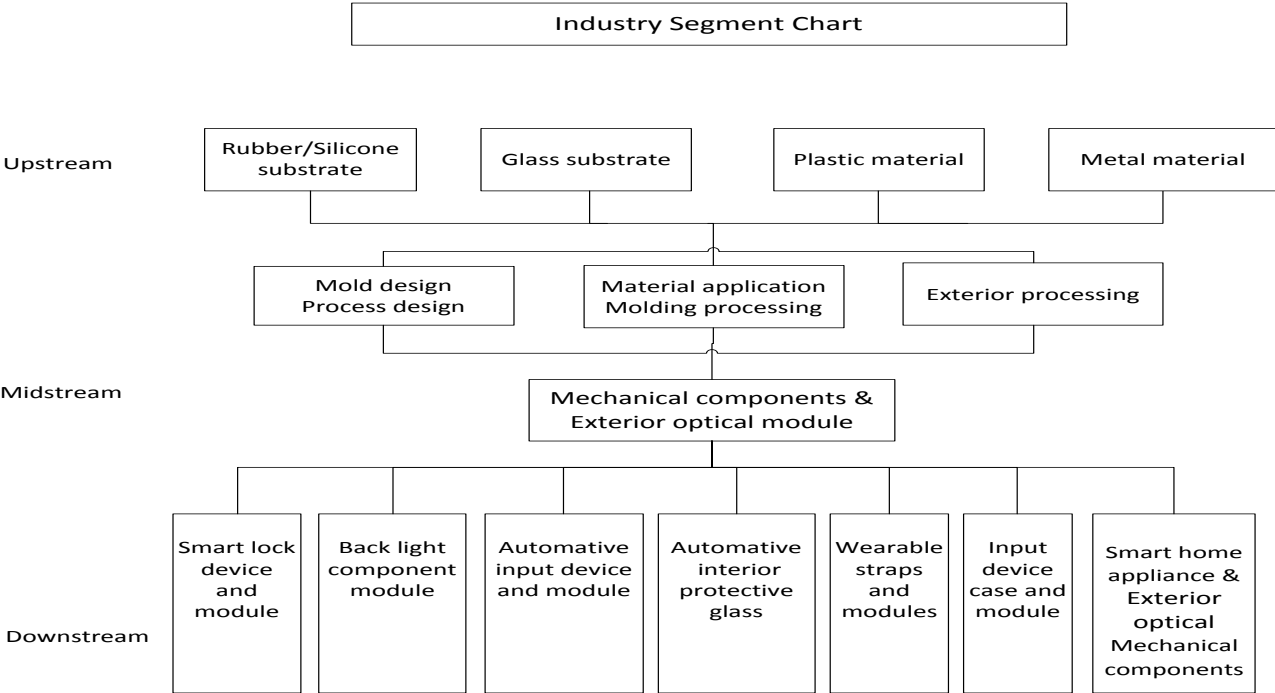 Industry Segment Chart
Upstream
Rubber/Silicone
substrate
Glass substrate
Plastic material
Metal material
Mold design
Process design
Material application
Molding processing
Exterior processing
Midstream
Mechanical components &
Exterior optical module
Downstream
Smart lock
device
and
module
Back light
component
module
Automative
input device
and module
Automative
interior
protective
glass
Wearable
straps
and
modules
Input
device
case and
module
Smart home
appliance &
Exterior
optical
Mechanical
components